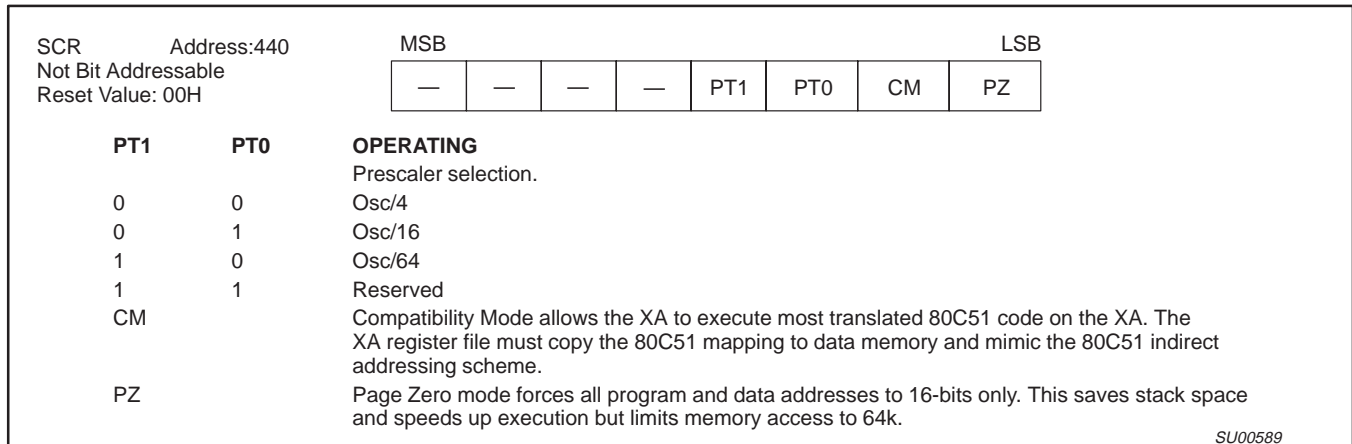 SCR Address:440 MSB LSB
Not Bit Addressable
Reset Value: 00H
— — — — PT1 PT0 CM PZ
PT1 PT0 OPERATING
Prescaler selection.
0 0 Osc/4
0 1 Osc/16
1 0 Osc/64
1 1 Reserved
CM Compatibility Mode allows the XA to execute most translated 80C51 code on the XA. The
XA register file must copy the 80C51 mapping to data memory and mimic the 80C51 indirect
addressing scheme.
PZ Page Zero mode forces all program and data addresses to 16-bits only. This saves stack space
and speeds up execution but limits memory access to 64k.
SU00589